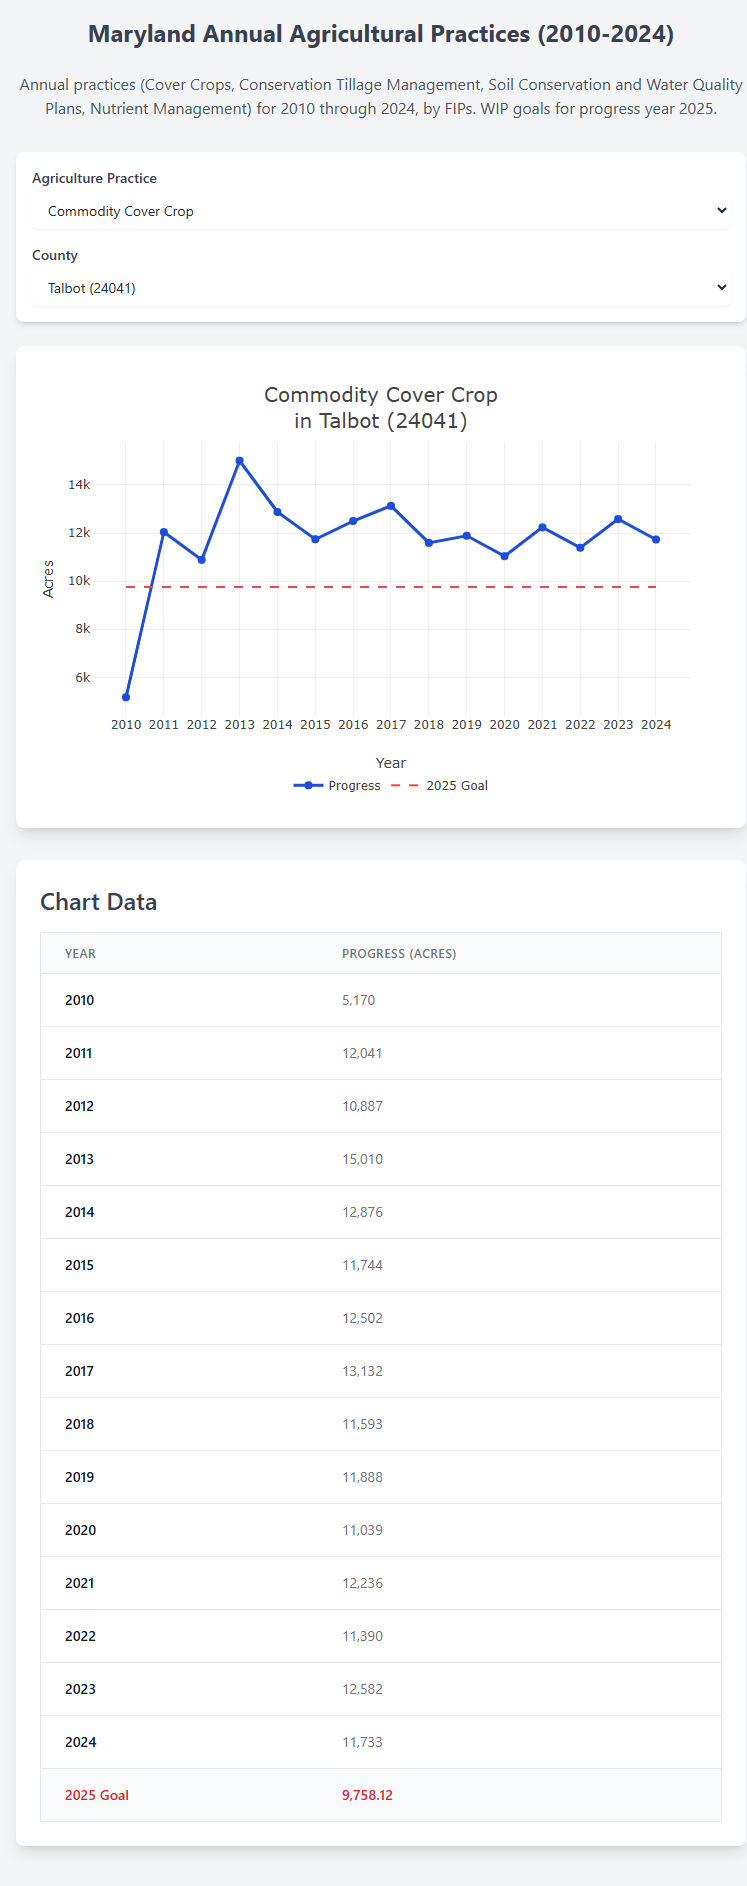 Maryland Annual Agricultural Practices (2010-2024)
Annual practices (Cover Crops, Conservation Tillage Management, Soil Conservation and Water Quality
Plans, Nutrient Management) for 2010 through 2024, by FIPs. WIP goals for progress year 2025.
Agriculture Practice
Commodity Cover Crop
County
Talbot (24041)
Commodity Cover Crop
in Talbot (24041)
14k
12k
10k
8k
6k
Acres
2010 2011 2012 2013 2014 2015 2016 2017 2018 2019 2020 2021 2022 2023 2024
Year
Progress 2025 Goal
Chart Data
YEAR PROGRESS (ACRES)
2010 5,170
2011 12,041
2012 10,887
2013 15,010
2014 12,876
2015 11,744
2016 12,502
2017 13,132
2018 11,593
2019 11,888
2020 11,039
2021 12,236
2022 11,390
2023 12,582
2024 11,733
2025 Goal 9,758.12